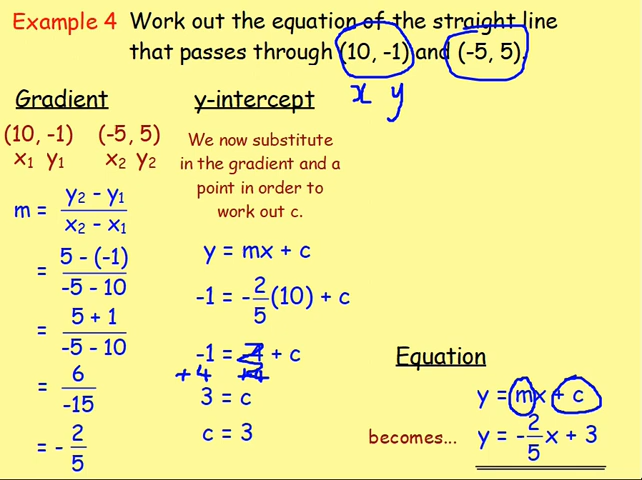 Example 4 Work out the equation of the straight line
that passes through (10, -1) and (-5, 5).
x y
Gradient
(10, -1) (-5, 5)
x₁ y₁ x₂ y₂
m = (y₂ - y₁)/(x₂ - x₁)
= (5 - (-1))/(-5 - 10)
= (5 + 1)/(-5 - 10)
= 6/-15
= - 2/5
y-intercept
We now substitute
in the gradient and a
point in order to
work out c.
y = mx + c
-1 = -2/5(10) + c
-1 = -4 + c
+4 +4
3 = c
c = 3
Equation
y = mx + c
becomes... y = -2/5x + 3